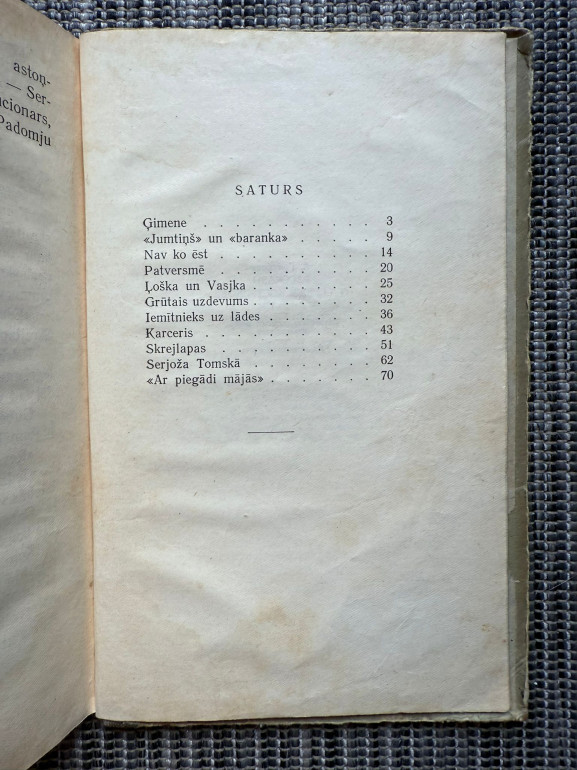 astoņ-
— Ser-
cionars,
Padomju
SATURS
Ģimene . . . . . . . . . . . 3
«Jumtiņš» un «baranka» . . . . . 9
Nav ko ēst . . . . . . . . . . 14
Patversmē . . . . . . . . . . 20
Ļoška un Vasjka . . . . . . . . 25
Grūtais uzdevums . . . . . . . . 32
Iemītnieks uz lādes . . . . . . . 36
Karceris . . . . . . . . . . . 43
Skrejlapas . . . . . . . . . . 51
Serjoža Tomskā . . . . . . . . 62
«Ar piegādi mājās» . . . . . . . 70